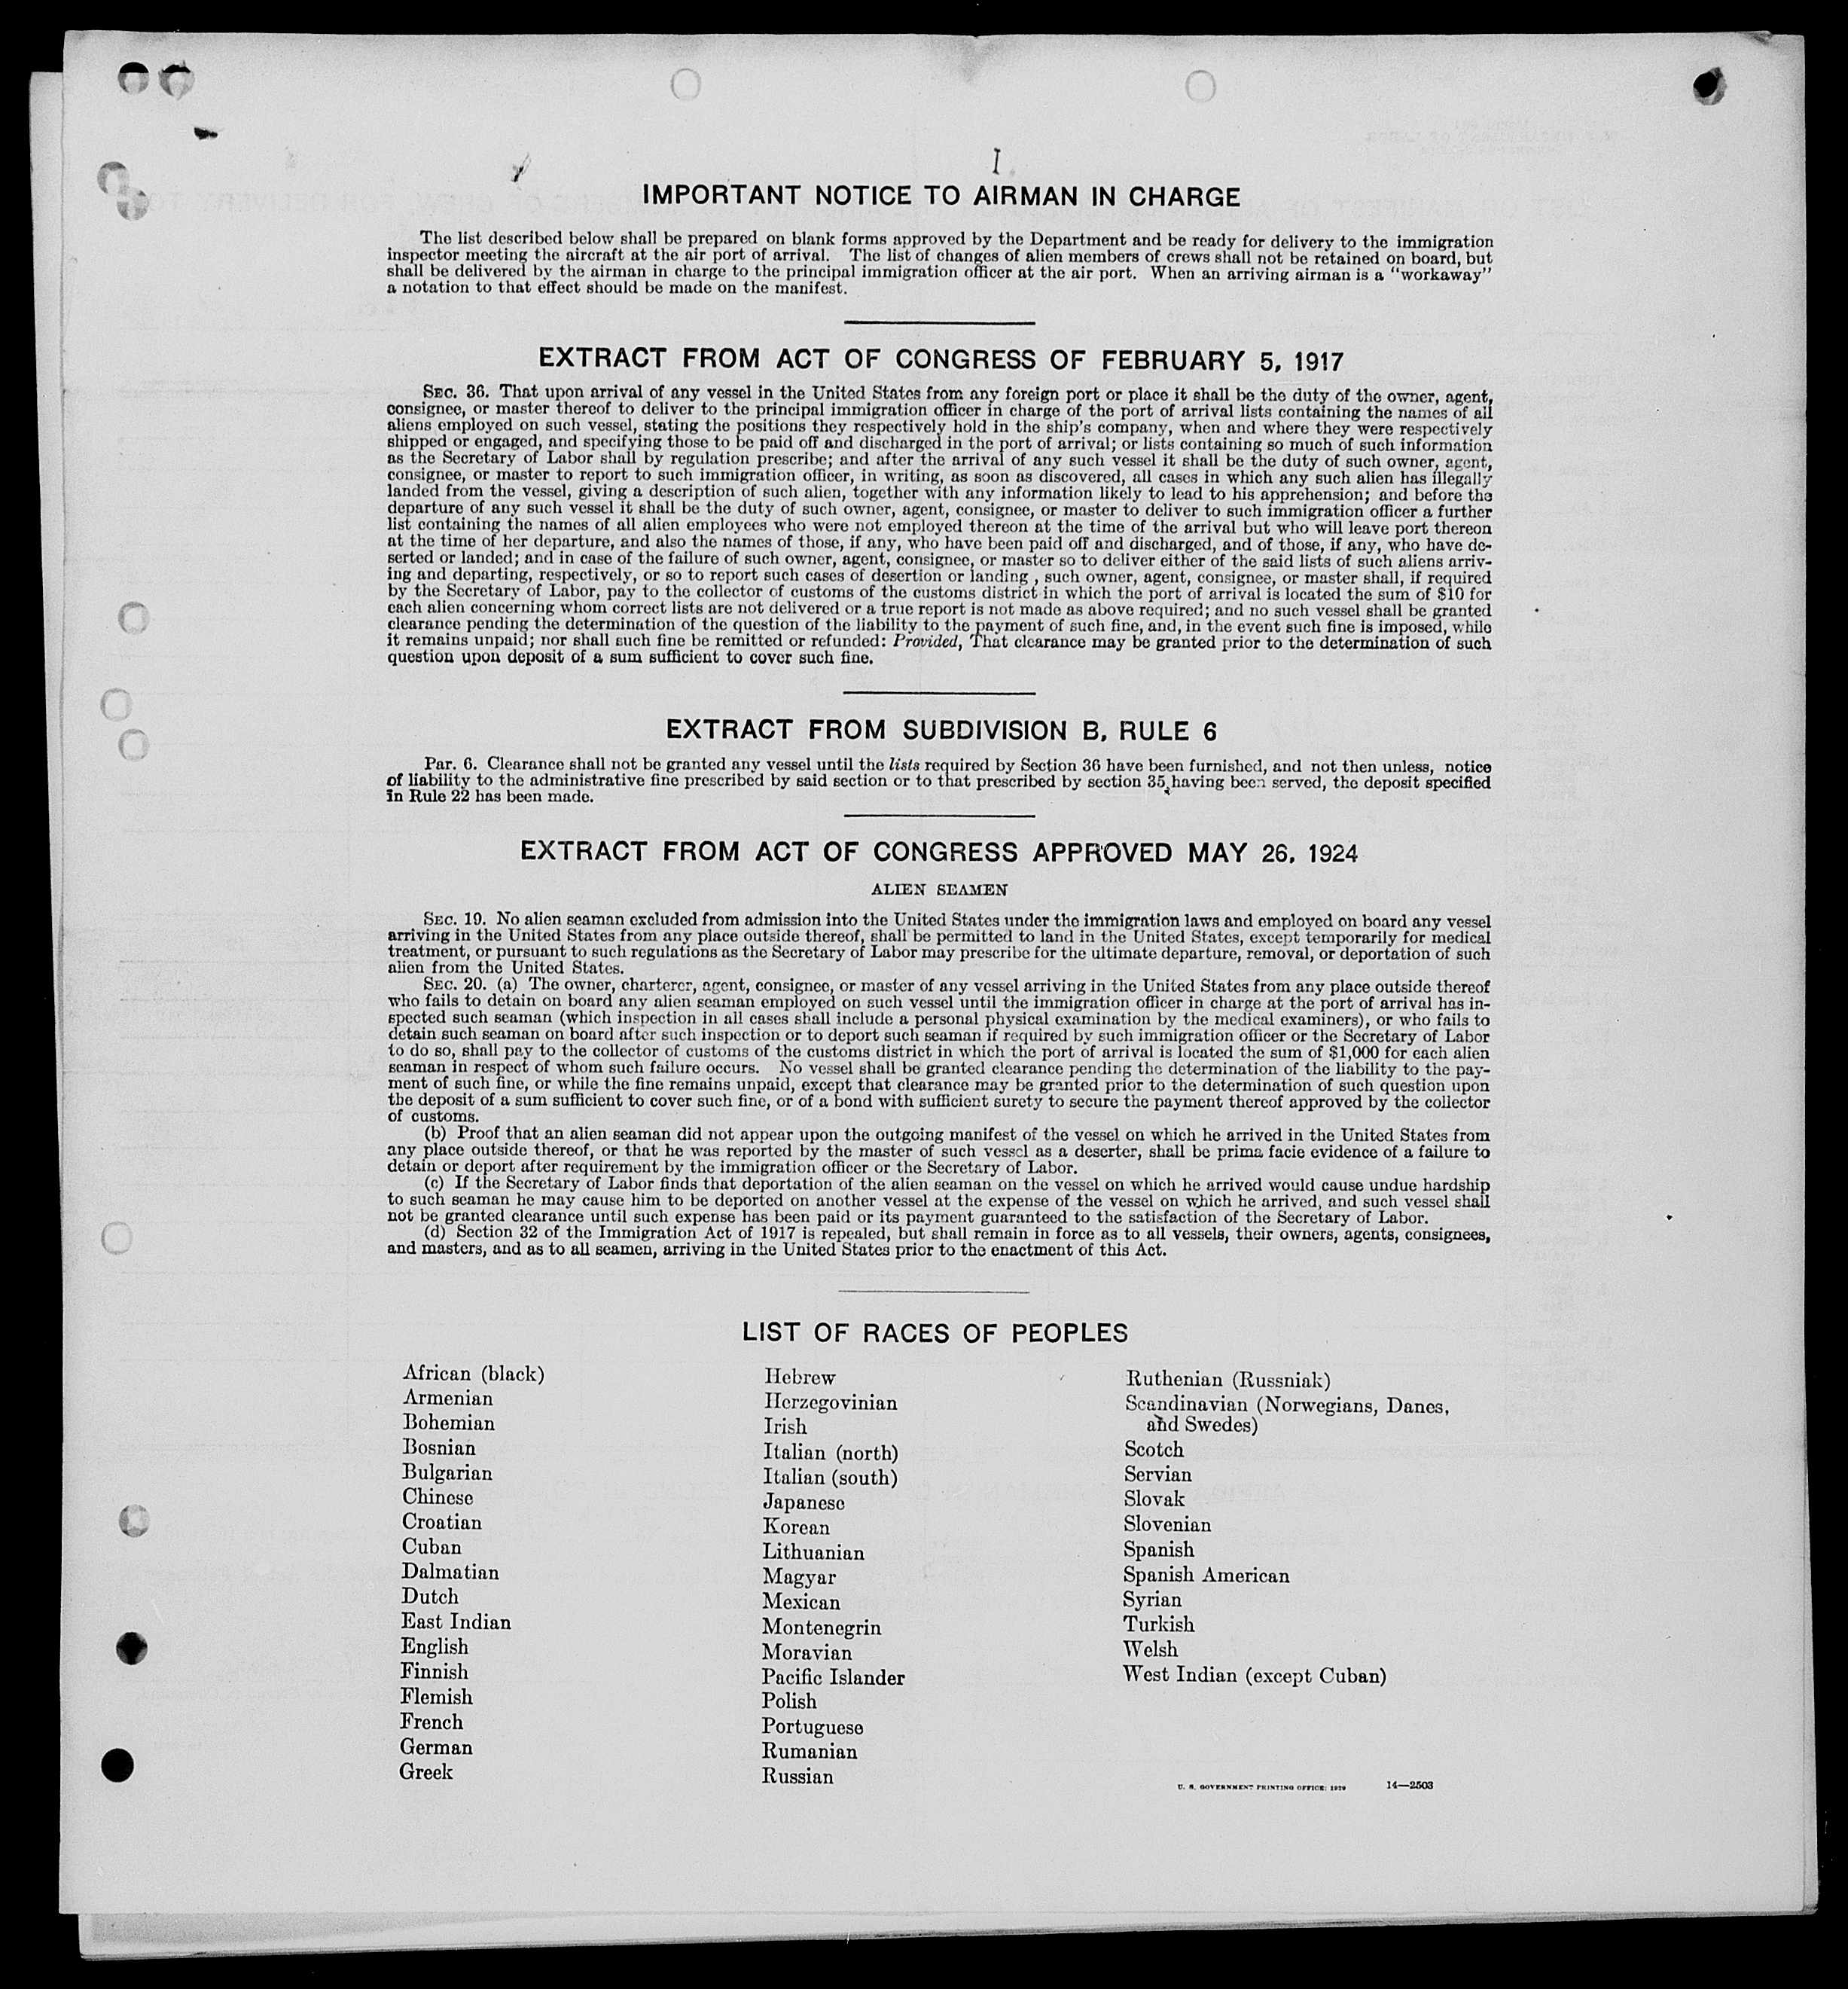 I
IMPORTANT NOTICE TO AIRMAN IN CHARGE
The list described below shall be prepared on blank forms approved by the Department and be ready for delivery to the immigration
inspector meeting the aircraft at the air port of arrival. The list of changes of alien members of crews shall not be retained on board, but
shall be delivered by the airman in charge to the principal immigration officer at the air port. When an arriving airman is a "workaway"
a notation to that effect should be made on the manifest.
EXTRACT FROM ACT OF CONGRESS OF FEBRUARY 5, 1917
SEC. 36. That upon arrival of any vessel in the United States from any foreign port or place it shall be the duty of the owner, agent,
consignee, or master thereof to deliver to the principal immigration officer in charge of the port of arrival lists containing the names of all
aliens employed on such vessel, stating the positions they respectively hold in the ship's company, when and where they were respectively
shipped or engaged, and specifying those to be paid off and discharged in the port of arrival; or lists containing so much of such information
as the Secretary of Labor shall by regulation prescribe; and after the arrival of any such vessel it shall be the duty of such owner, agent,
consignee, or master to report to such immigration officer, in writing, as soon as discovered, all cases in which any such alien has illegally
landed from the vessel, giving a description of such alien, together with any information likely to lead to his apprehension; and before the
departure of any such vessel it shall be the duty of such owner, agent, consignee, or master to deliver to such immigration officer a further
list containing the names of all alien employees who were not employed thereon at the time of the arrival but who will leave port thereon
at the time of her departure, and also the names of those, if any, who have been paid off and discharged, and of those, if any, who have de-
serted or landed; and in case of the failure of such owner, agent, consignee, or master so to deliver either of the said lists of such aliens arriv-
ing and departing, respectively, or so to report such cases of desertion or landing , such owner, agent, consignee, or master shall, if required
by the Secretary of Labor, pay to the collector of customs of the customs district in which the port of arrival is located the sum of $10 for
each alien concerning whom correct lists are not delivered or a true report is not made as above required; and no such vessel shall be granted
clearance pending the determination of the question of the liability to the payment of such fine, and, in the event such fine is imposed, while
it remains unpaid; nor shall such fine be remitted or refunded: Provided, That clearance may be granted prior to the determination of such
question upon deposit of a sum sufficient to cover such fine.
EXTRACT FROM SUBDIVISION B, RULE 6
Par. 6. Clearance shall not be granted any vessel until the lists required by Section 36 have been furnished, and not then unless, notice
of liability to the administrative fine prescribed by said section or to that prescribed by section 35, having been served, the deposit specified
in Rule 22 has been made.
EXTRACT FROM ACT OF CONGRESS APPROVED MAY 26, 1924
ALIEN SEAMEN
SEC. 19. No alien seaman excluded from admission into the United States under the immigration laws and employed on board any vessel
arriving in the United States from any place outside thereof, shall be permitted to land in the United States, except temporarily for medical
treatment, or pursuant to such regulations as the Secretary of Labor may prescribe for the ultimate departure, removal, or deportation of such
alien from the United States.
SEC. 20. (a) The owner, charterer, agent, consignee, or master of any vessel arriving in the United States from any place outside thereof
who fails to detain on board any alien seaman employed on such vessel until the immigration officer in charge at the port of arrival has in-
spected such seaman (which inspection in all cases shall include a personal physical examination by the medical examiners), or who fails to
detain such seaman on board after such inspection or to deport such seaman if required by such immigration officer or the Secretary of Labor
to do so, shall pay to the collector of customs of the customs district in which the port of arrival is located the sum of $1,000 for each alien
seaman in respect of whom such failure occurs. No vessel shall be granted clearance pending the determination of the liability to the pay-
ment of such fine, or while the fine remains unpaid, except that clearance may be granted prior to the determination of such question upon
the deposit of a sum sufficient to cover such fine, or of a bond with sufficient surety to secure the payment thereof approved by the collector
of customs.
(b) Proof that an alien seaman did not appear upon the outgoing manifest of the vessel on which he arrived in the United States from
any place outside thereof, or that he was reported by the master of such vessel as a deserter, shall be prima facie evidence of a failure to
detain or deport after requirement by the immigration officer or the Secretary of Labor.
(c) If the Secretary of Labor finds that deportation of the alien seaman on the vessel on which he arrived would cause undue hardship
to such seaman he may cause him to be deported on another vessel at the expense of the vessel on which he arrived, and such vessel shall
not be granted clearance until such expense has been paid or its payment guaranteed to the satisfaction of the Secretary of Labor.
(d) Section 32 of the Immigration Act of 1917 is repealed, but shall remain in force as to all vessels, their owners, agents, consignees,
and masters, and as to all seamen, arriving in the United States prior to the enactment of this Act.
LIST OF RACES OF PEOPLES
African (black)
Armenian
Bohemian
Bosnian
Bulgarian
Chinese
Croatian
Cuban
Dalmatian
Dutch
East Indian
English
Finnish
Flemish
French
German
Greek
Hebrew
Herzegovinian
Irish
Italian (north)
Italian (south)
Japanese
Korean
Lithuanian
Magyar
Mexican
Montenegrin
Moravian
Pacific Islander
Polish
Portuguese
Rumanian
Russian
Ruthenian (Russniak)
Scandinavian (Norwegians, Danes,
and Swedes)
Scotch
Servian
Slovak
Slovenian
Spanish
Spanish American
Syrian
Turkish
Welsh
West Indian (except Cuban)
U. S. GOVERNMENT PRINTING OFFICE: 1929 14—2503